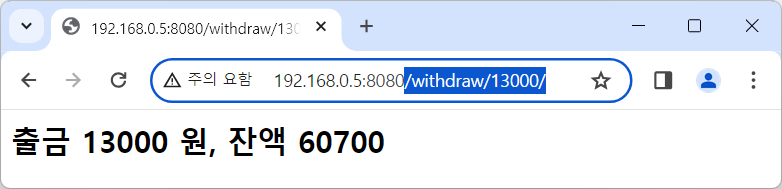 192.168.0.5:8080/withdraw/130
주의 요함 192.168.0.5:8080/withdraw/13000/
출금 13000 원, 잔액 60700